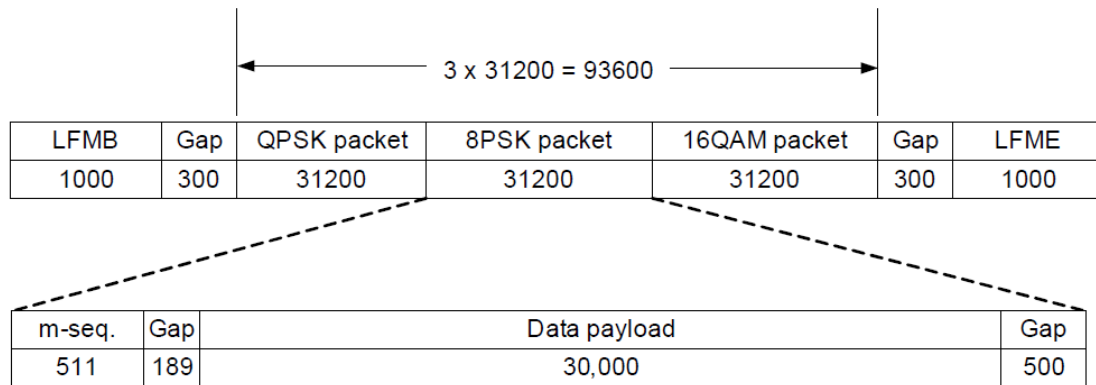 3 x 31200 = 93600
LFMB Gap QPSK packet 8PSK packet 16QAM packet Gap LFME
1000 300 31200 31200 31200 300 1000
m-seq. Gap Data payload Gap
511 189 30,000 500